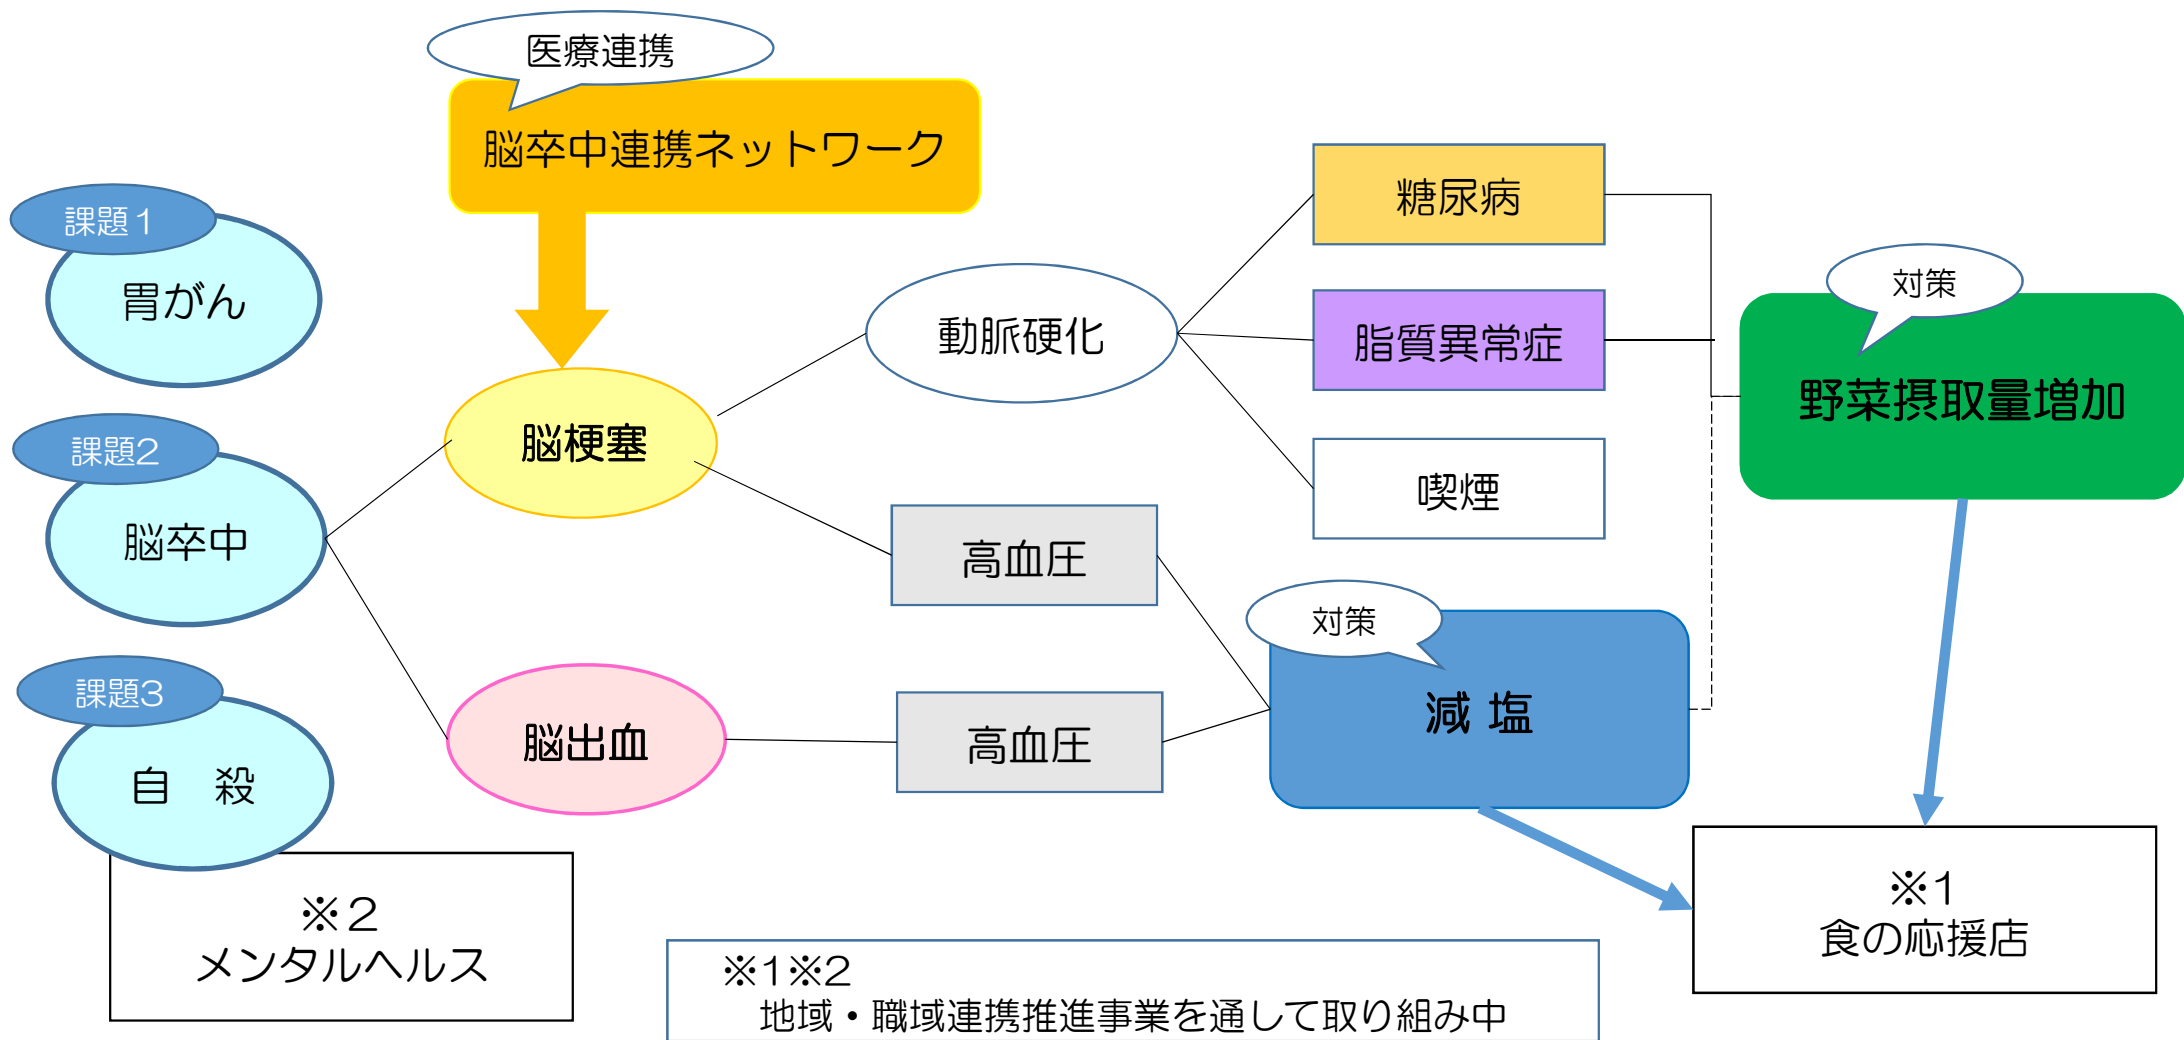 医療連携
脳卒中連携ネットワーク
課題１
胃がん
糖尿病
対策
動脈硬化
脂質異常症
野菜摂取量増加
課題2
脳梗塞
脳卒中
喫煙
高血圧
対策
課題3
減 塩
自　殺
脳出血
高血圧
※２
メンタルヘルス
※1
食の応援店
※1※2
地域・職域連携推進事業を通して取り組み中